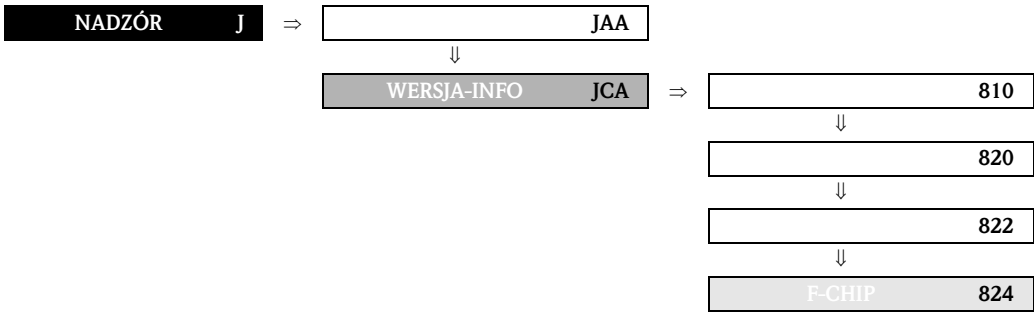 NADZÓR J ⇒ JAA
⇓
WERSJA-INFO JCA ⇒ 810
⇓
820
⇓
822
⇓
F-CHIP 824